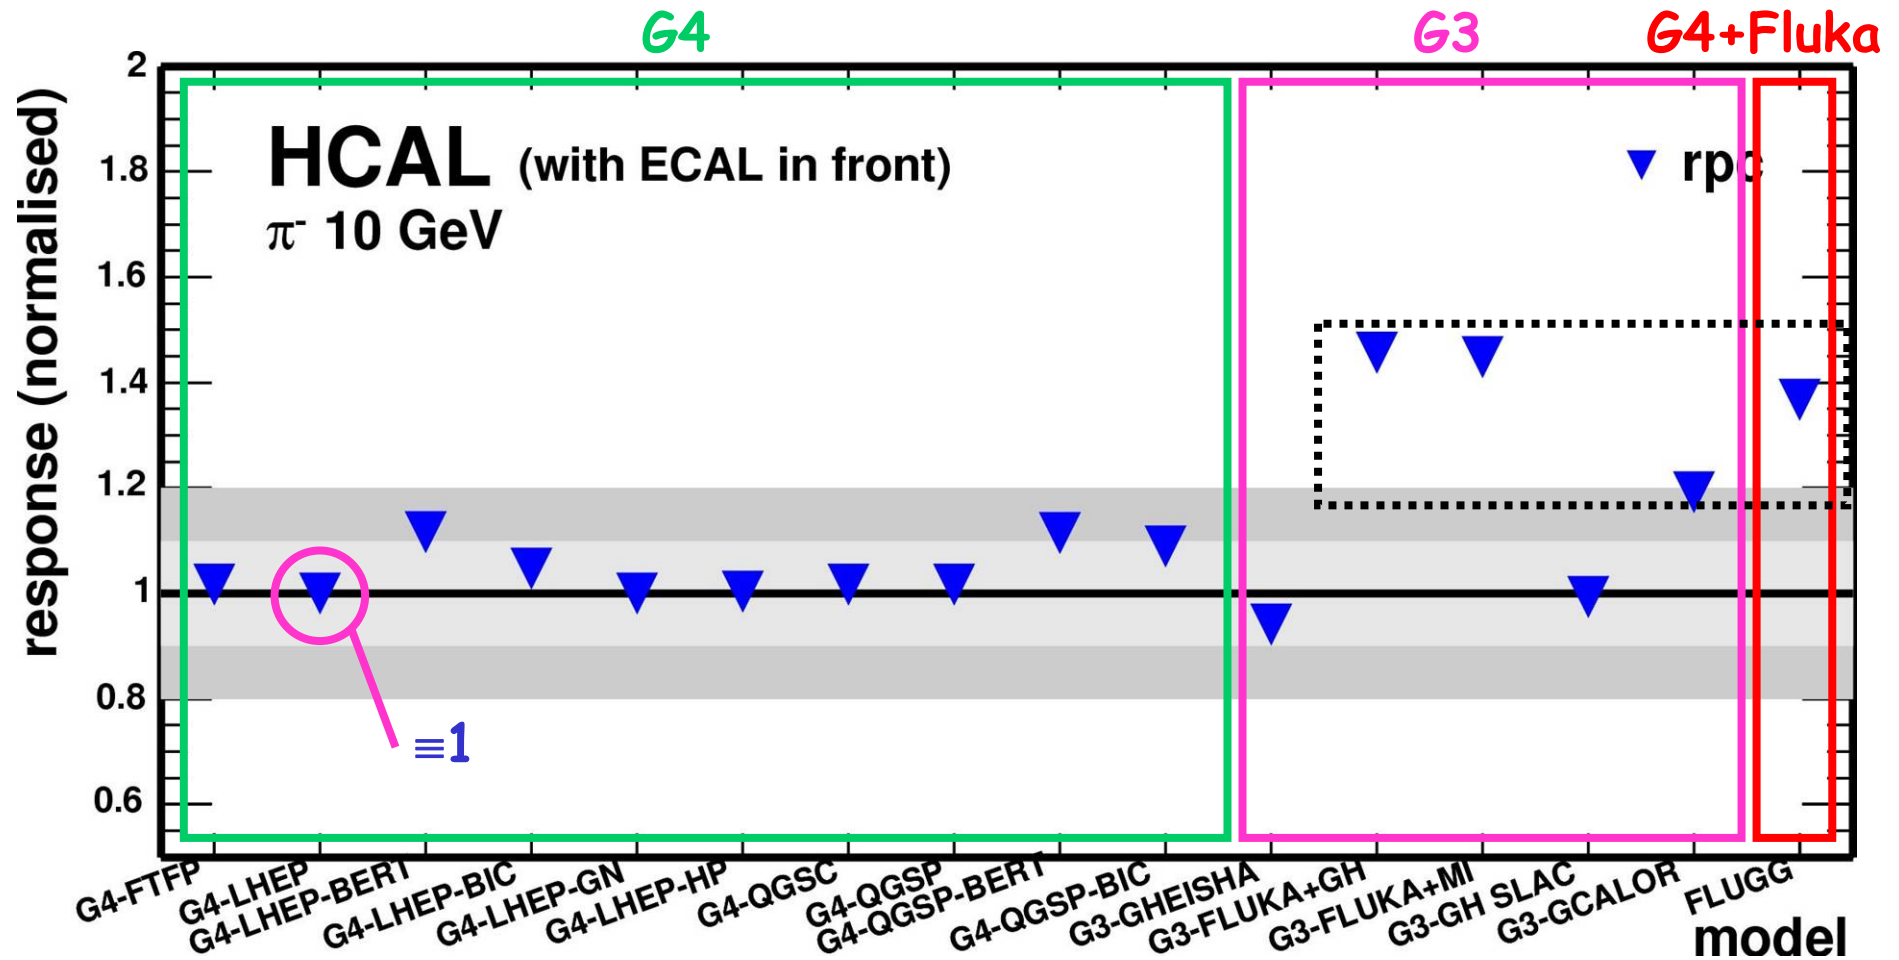 G4 G3 G4+Fluka
response (normalised)
2
1.8
1.6
1.4
1.2
1
0.8
0.6
HCAL (with ECAL in front)
π- 10 GeV
rpc
≡1
G4-FTFP
G4-LHEP
G4-LHEP-BERT
G4-LHEP-BIC
G4-LHEP-GN
G4-LHEP-HP
G4-QGSC
G4-QGSP
G4-QGSP-BERT
G4-QGSP-BIC
G3-GHEISHA
G3-FLUKA+GH
G3-FLUKA+MI
G3-GH SLAC
G3-GCALOR
FLUGG
model